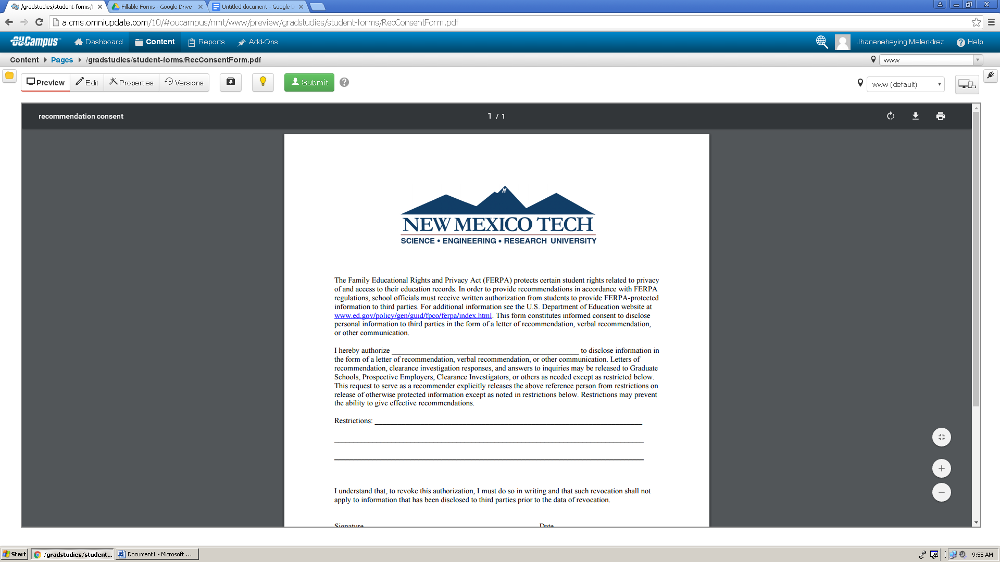 /gradstudies/student-forms/
Fillable Forms - Google Drive
Untitled document - Google D
a.cms.omniupdate.com/10/#oucampus/nmt/www/preview/gradstudies/student-forms/RecConsentForm.pdf
OUCampus Dashboard Content Reports Add-Ons Jhaneneheying Melendrez Help
Content Pages /gradstudies/student-forms/RecConsentForm.pdf www
Preview Edit Properties Versions Submit www (default)
recommendation consent 1 / 1
M
NEW MEXICO TECH
SCIENCE • ENGINEERING • RESEARCH UNIVERSITY
The Family Educational Rights and Privacy Act (FERPA) protects certain student rights related to privacy
of and access to their education records. In order to provide recommendations in accordance with FERPA
regulations, school officials must receive written authorization from students to provide FERPA-protected
information to third parties. For additional information see the U.S. Department of Education website at
www.ed.gov/policy/gen/guid/fpco/ferpa/index.html. This form constitutes informed consent to disclose
personal information to third parties in the form of a letter of recommendation, verbal recommendation,
or other communication.
I hereby authorize ______ to disclose information in
the form of a letter of recommendation, verbal recommendation, or other communication. Letters of
recommendation, clearance investigation responses, and answers to inquiries may be released to Graduate
Schools, Prospective Employers, Clearance Investigators, or others as needed except as restricted below.
This request to serve as a recommender explicitly releases the above reference person from restrictions on
release of otherwise protected information except as noted in restrictions below. Restrictions may prevent
the ability to give effective recommendations.
Restrictions: ______
I understand that, to revoke this authorization, I must do so in writing and that such revocation shall not
apply to information that has been disclosed to third parties prior to the data of revocation.
Signature Date
Start /gradstudies/student... Document1 - Microsoft ... 9:55 AM